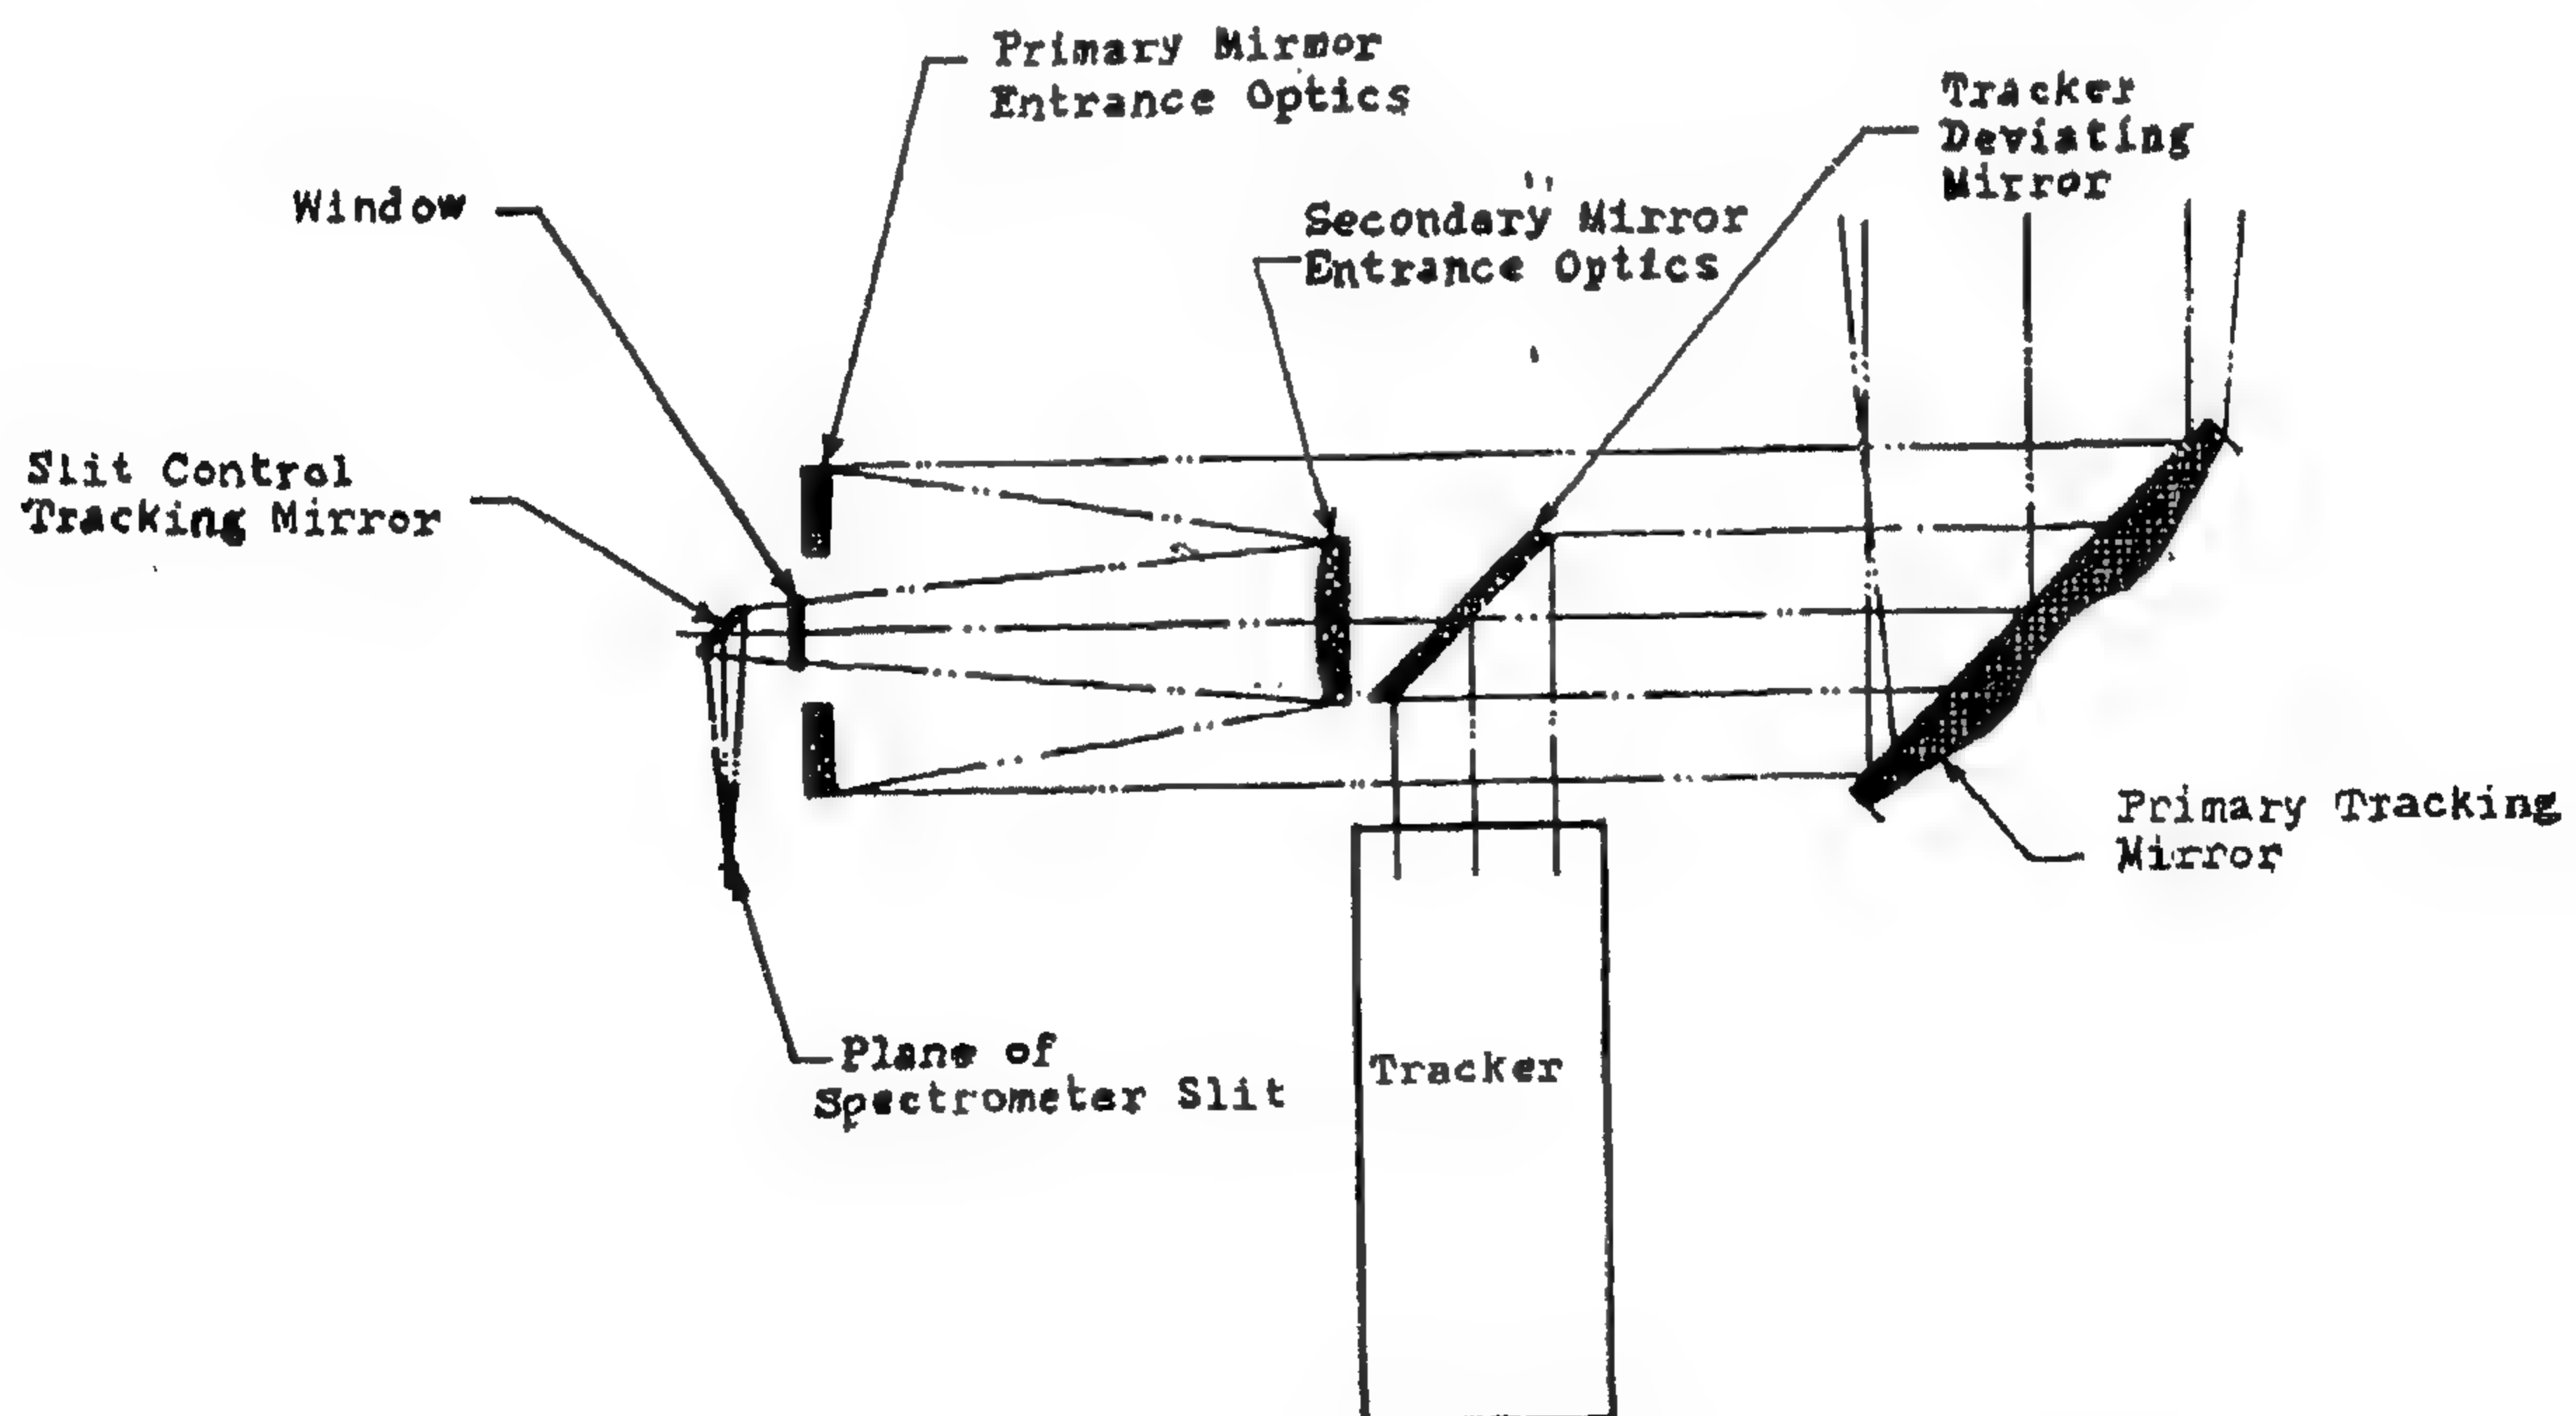 Primary Mirmor
Entrance Optics
Tracker
Deviating
Mirror
Window
Secondary Mirror
Entrance Optics
Slit Control
Tracking Mirror
Primary Tracking
Mirror
Plane of
Spectrometer Slit
Tracker